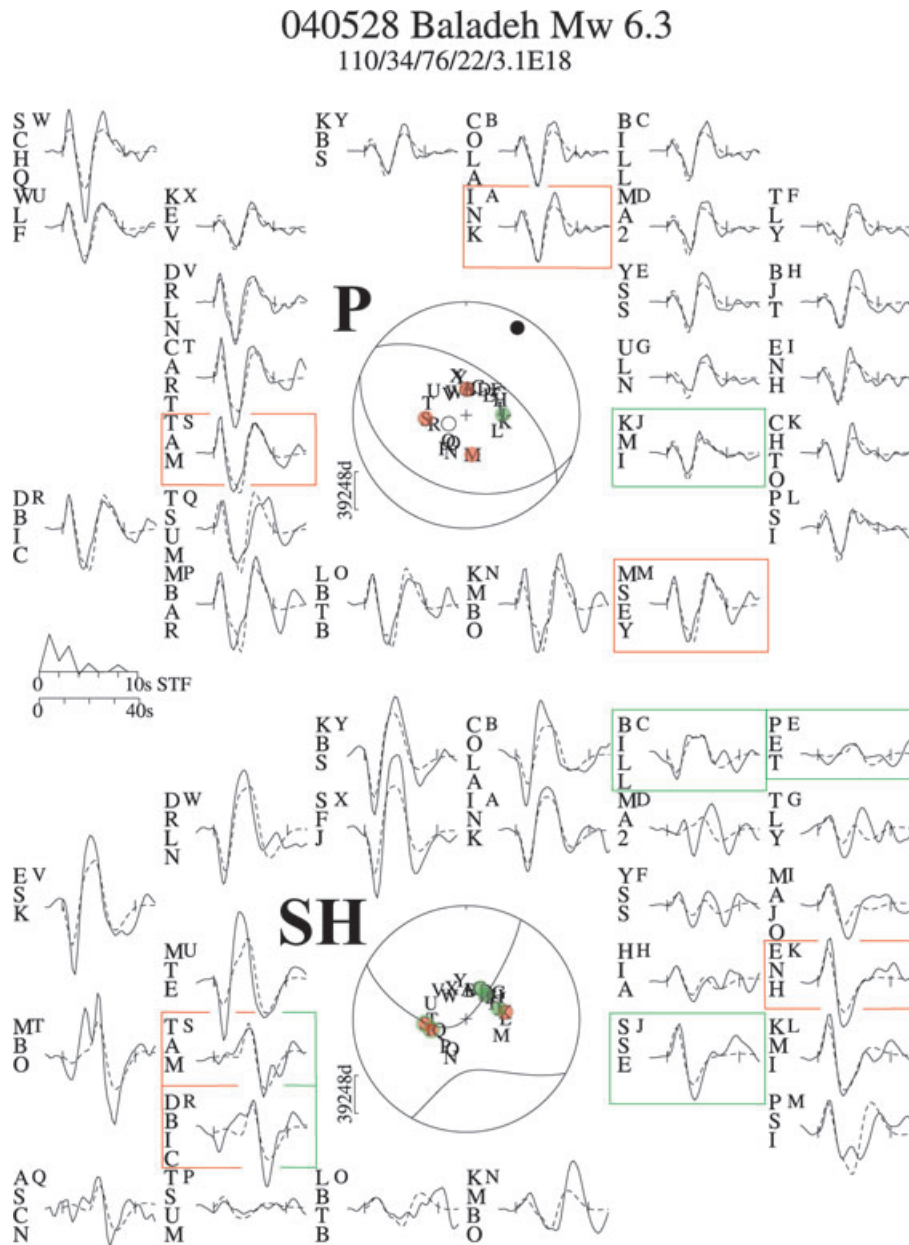 040528 Baladeh Mw 6.3
110/34/76/22/3.1E18
SCHQ W
KBS Y
COLA B
BILL C
WLF U
KEV X
INK A
MA2 D
TLY F
DRLN V
P
YSS E
BJT H
CART T
ULN G
ENH I
TAM S
KMI J
CHTO K
DBIC R
TSUM Q
39248d
PSI L
MBAR P
LBTB O
KMBO N
MSEY M
0 10s STF
0 40s
KBS Y
COLA B
BILL C
PET E
DRLN W
SFJ X
INK A
MA2 D
TLY G
ESK V
SH
YSS F
MAJO I
MTE U
HIA H
ENH K
MBO T
TAM S
SSE J
KMI L
DBIC R
39248d
PSI M
ASCN Q
TSUM P
LBTB O
KMBO N